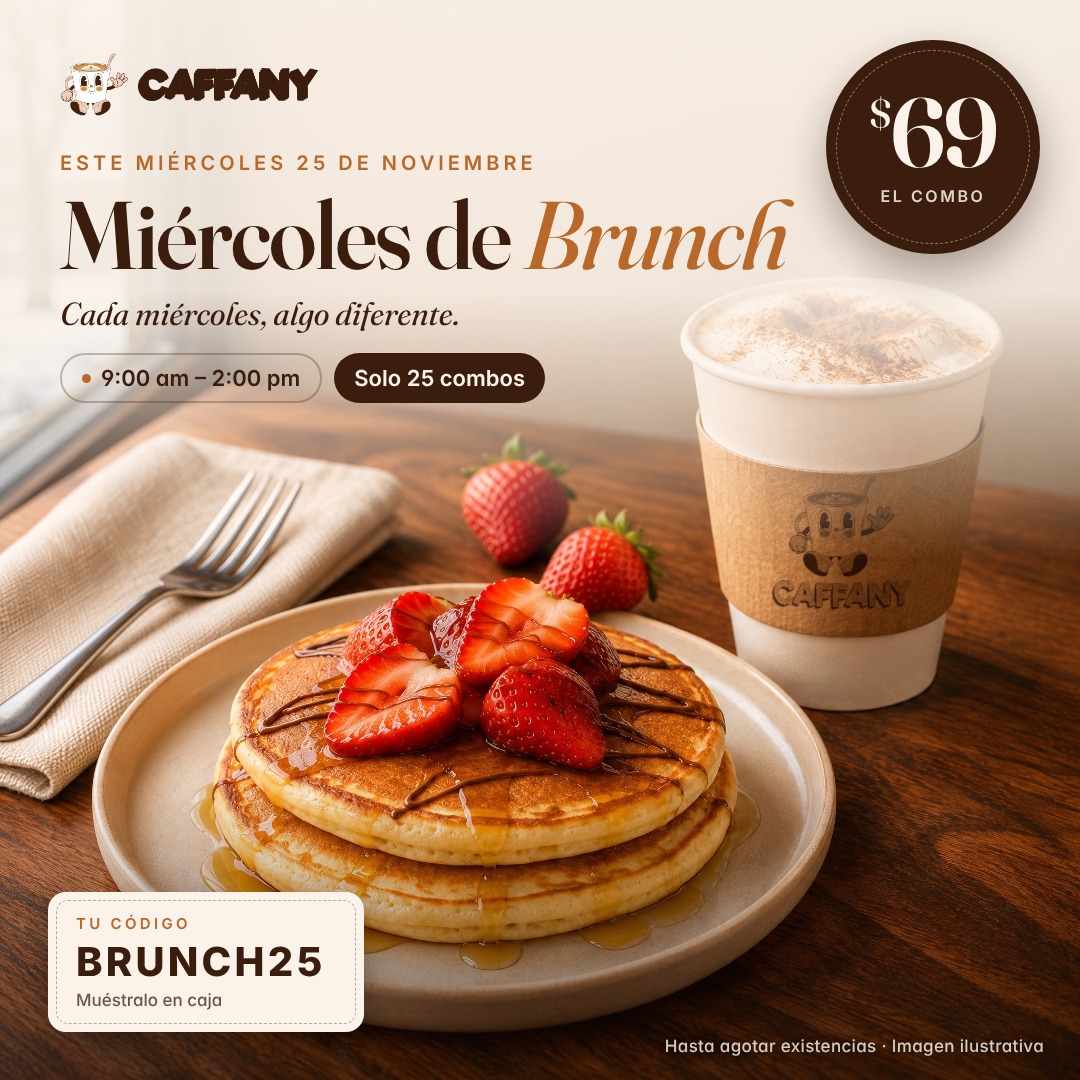 CAFFANY
ESTE MIÉRCOLES 25 DE NOVIEMBRE
Miércoles de Brunch
Cada miércoles, algo diferente.
9:00 am – 2:00 pm
Solo 25 combos
$69
EL COMBO
CAFFANY
TU CÓDIGO
BRUNCH25
Muéstralo en caja
Hasta agotar existencias · Imagen ilustrativa